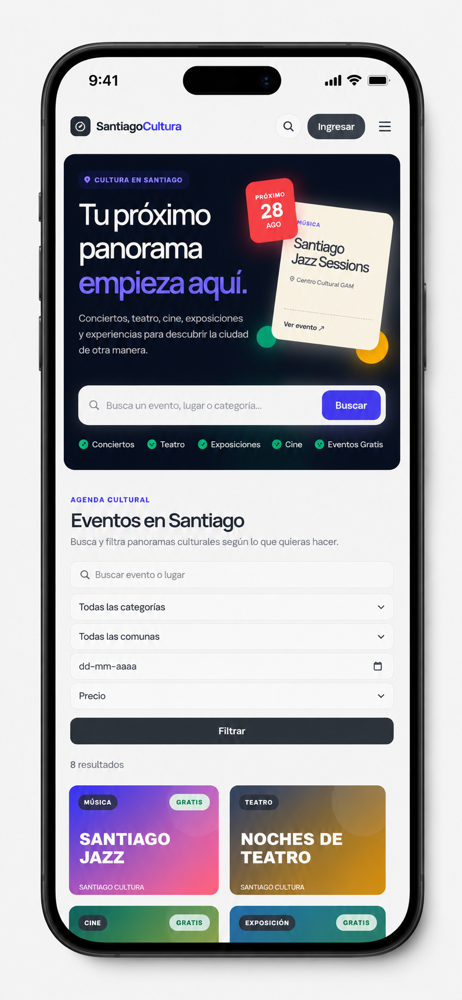 9:41
SantiagoCultura
Ingresar
CULTURA EN SANTIAGO
Tu próximo
panorama
empieza aquí.
Conciertos, teatro, cine, exposiciones
y experiencias para descubrir la ciudad
de otra manera.
PRÓXIMO
28
AGO
MÚSICA
Santiago
Jazz Sessions
Centro Cultural GAM
Ver evento ↗
Busca un evento, lugar o categoría...
Buscar
Conciertos
Teatro
Exposiciones
Cine
Eventos Gratis
AGENDA CULTURAL
Eventos en Santiago
Busca y filtra panoramas culturales según lo que quieras hacer.
Buscar evento o lugar
Todas las categorías
Todas las comunas
dd-mm-aaaa
Precio
Filtrar
8 resultados
MÚSICA
GRATIS
SANTIAGO
JAZZ
SANTIAGO CULTURA
TEATRO
NOCHES DE
TEATRO
SANTIAGO CULTURA
CINE
GRATIS
EXPOSICIÓN
GRATIS